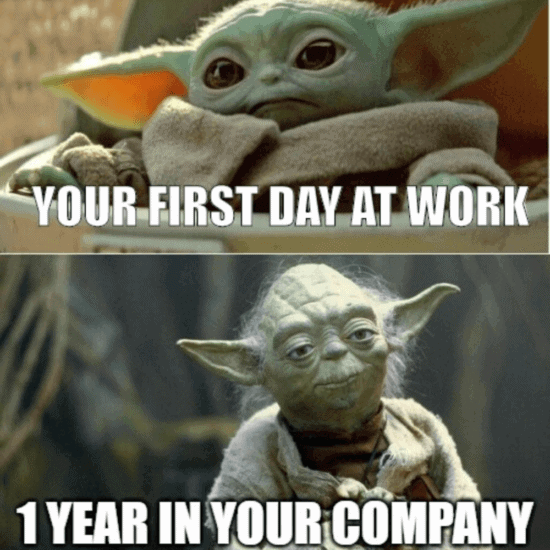 YOUR FIRST DAY AT WORK
1 YEAR IN YOUR COMPANY